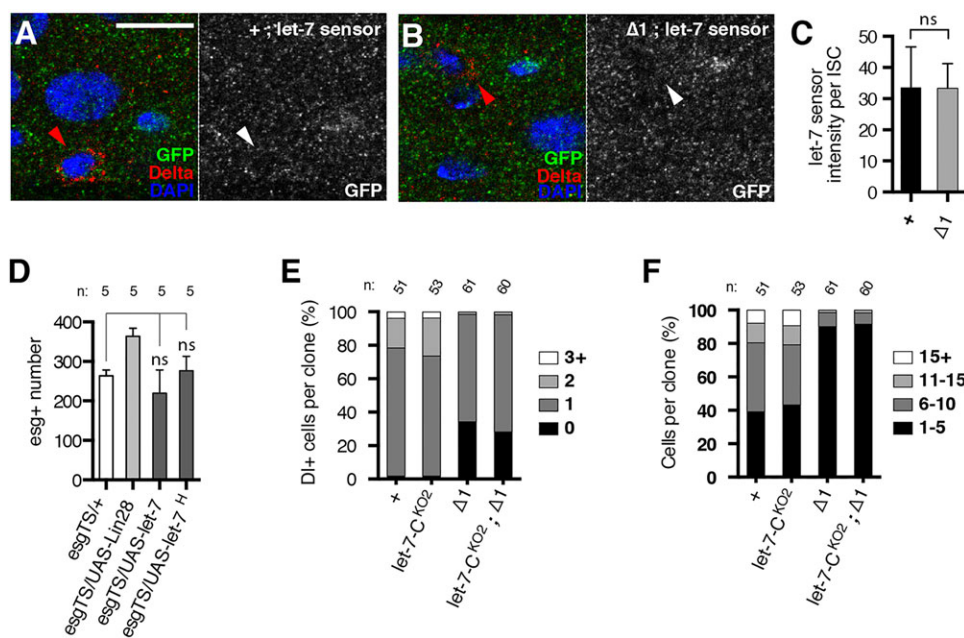 A
+ ; let-7 sensor
GFP
Delta
DAPI
GFP
B
Δ1 ; let-7 sensor
GFP
Delta
DAPI
GFP
C
ns
let-7 sensor
intensity per ISC
50
40
30
20
10
0
+
Δ1
D
n: 5 5 5 5
esg+ number
400
300
200
100
0
ns
ns
esgTS/+
esgTS/UAS-Lin28
esgTS/UAS-let-7
esgTS/UAS-let-7 H
E
n: 51 53 61 60
Dl+ cells per clone (%)
100
80
60
40
20
0
3+
2
1
0
+
let-7-C KO2
Δ1
let-7-C KO2 ; Δ1
F
n: 51 53 61 60
Cells per clone (%)
100
80
60
40
20
0
15+
11-15
6-10
1-5
+
let-7-C KO2
Δ1
let-7-C KO2 ; Δ1